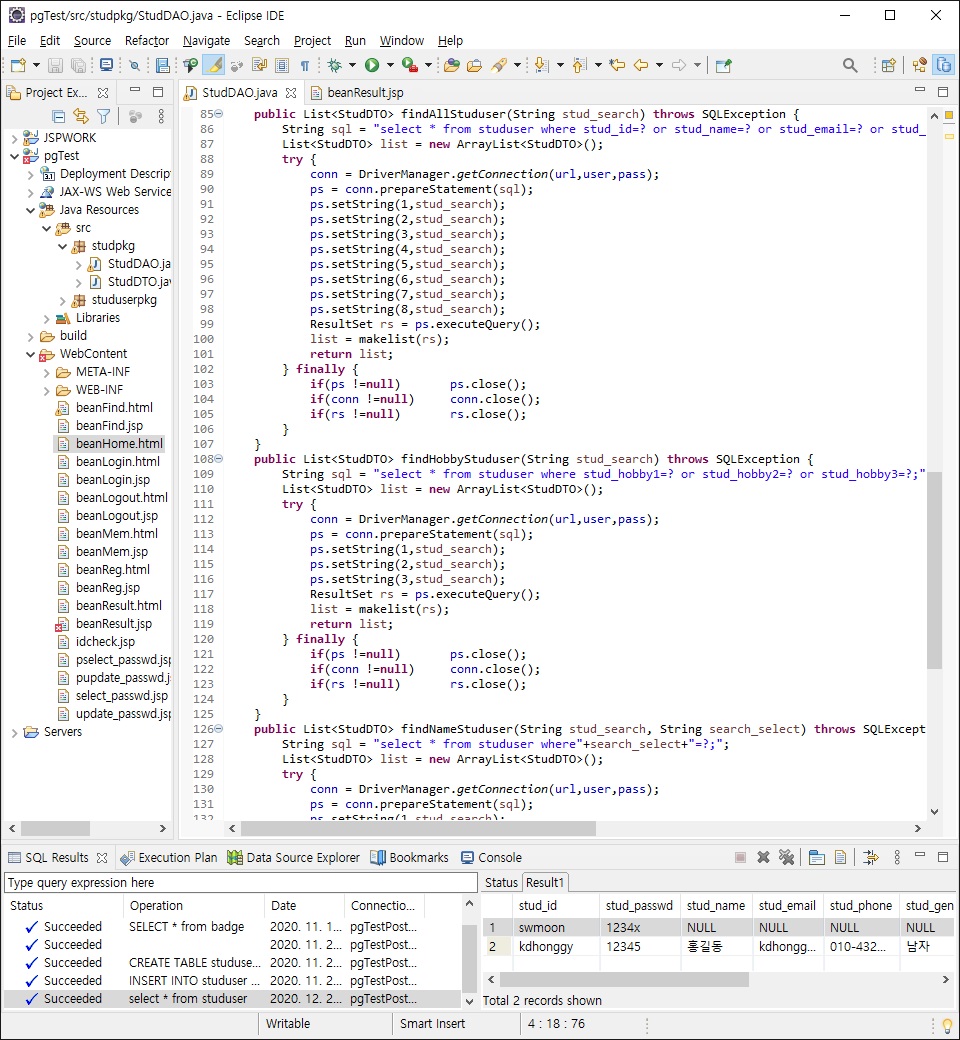 pgTest/src/studpkg/StudDAO.java - Eclipse IDE
File Edit Source Refactor Navigate Search Project Run Window Help
Project Ex...
JSPWORK
pgTest
Deployment Descrip
JAX-WS Web Service
Java Resources
src
studpkg
StudDAO.ja
StudDTO.jav
studuserpkg
Libraries
build
WebContent
META-INF
WEB-INF
beanFind.html
beanFind.jsp
beanHome.html
beanLogin.html
beanLogin.jsp
beanLogout.html
beanLogout.jsp
beanMem.html
beanMem.jsp
beanReg.html
beanReg.jsp
beanResult.html
beanResult.jsp
idcheck.jsp
pselect_passwd.jsp
pupdate_passwd.j
select_passwd.jsp
update_passwd.jsp
Servers
StudDAO.java beanResult.jsp
85 public List<StudDTO> findAllStuduser(String stud_search) throws SQLException {
86 String sql = "select * from studuser where stud_id=? or stud_name=? or stud_email=? or stud_
87 List<StudDTO> list = new ArrayList<StudDTO>();
88 try {
89 conn = DriverManager.getConnection(url,user,pass);
90 ps = conn.prepareStatement(sql);
91 ps.setString(1,stud_search);
92 ps.setString(2,stud_search);
93 ps.setString(3,stud_search);
94 ps.setString(4,stud_search);
95 ps.setString(5,stud_search);
96 ps.setString(6,stud_search);
97 ps.setString(7,stud_search);
98 ps.setString(8,stud_search);
99 ResultSet rs = ps.executeQuery();
100 list = makelist(rs);
101 return list;
102 } finally {
103 if(ps !=null) ps.close();
104 if(conn !=null) conn.close();
105 if(rs !=null) rs.close();
106 }
107 }
108 public List<StudDTO> findHobbyStuduser(String stud_search) throws SQLException {
109 String sql = "select * from studuser where stud_hobby1=? or stud_hobby2=? or stud_hobby3=?;"
110 List<StudDTO> list = new ArrayList<StudDTO>();
111 try {
112 conn = DriverManager.getConnection(url,user,pass);
113 ps = conn.prepareStatement(sql);
114 ps.setString(1,stud_search);
115 ps.setString(2,stud_search);
116 ps.setString(3,stud_search);
117 ResultSet rs = ps.executeQuery();
118 list = makelist(rs);
119 return list;
120 } finally {
121 if(ps !=null) ps.close();
122 if(conn !=null) conn.close();
123 if(rs !=null) rs.close();
124 }
125 }
126 public List<StudDTO> findNameStuduser(String stud_search, String search_select) throws SQLExcept
127 String sql = "select * from studuser where"+search_select+"=?;";
128 List<StudDTO> list = new ArrayList<StudDTO>();
129 try {
130 conn = DriverManager.getConnection(url,user,pass);
131 ps = conn.prepareStatement(sql);
132 ps.setString(1,stud_search);
SQL Results Execution Plan Data Source Explorer Bookmarks Console
Type query expression here
Status Operation Date Connectio...
Succeeded SELECT * from badge 2020. 11. 1... pgTestPost...
Succeeded 2020. 11. 2... pgTestPost...
Succeeded CREATE TABLE studuse... 2020. 11. 2... pgTestPost...
Succeeded INSERT INTO studuser ... 2020. 11. 2... pgTestPost...
Succeeded select * from studuser 2020. 12. 2... pgTestPost...
Status Result1
stud_id stud_passwd stud_name stud_email stud_phone stud_gen
1 swmoon 1234x NULL NULL NULL NULL
2 kdhonggy 12345 홍길동 kdhongg... 010-432... 남자
Total 2 records shown
Writable Smart Insert 4 : 18 : 76